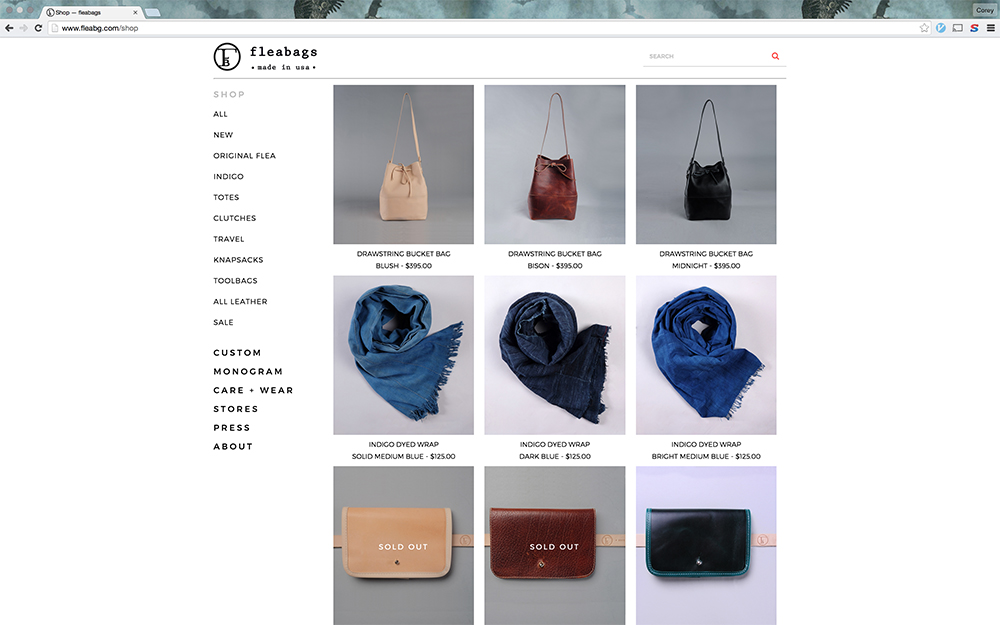 Shop — fleabags
Corey
www.fleabg.com/shop
fleabags
• made in usa •
SEARCH
SHOP
ALL
NEW
ORIGINAL FLEA
INDIGO
TOTES
CLUTCHES
TRAVEL
KNAPSACKS
TOOLBAGS
ALL LEATHER
SALE
CUSTOM
MONOGRAM
CARE + WEAR
STORES
PRESS
ABOUT
DRAWSTRING BUCKET BAG
BLUSH - $395.00
DRAWSTRING BUCKET BAG
BISON - $395.00
DRAWSTRING BUCKET BAG
MIDNIGHT - $395.00
INDIGO DYED WRAP
SOLID MEDIUM BLUE - $125.00
INDIGO DYED WRAP
DARK BLUE - $125.00
INDIGO DYED WRAP
BRIGHT MEDIUM BLUE - $125.00
SOLD OUT
SOLD OUT